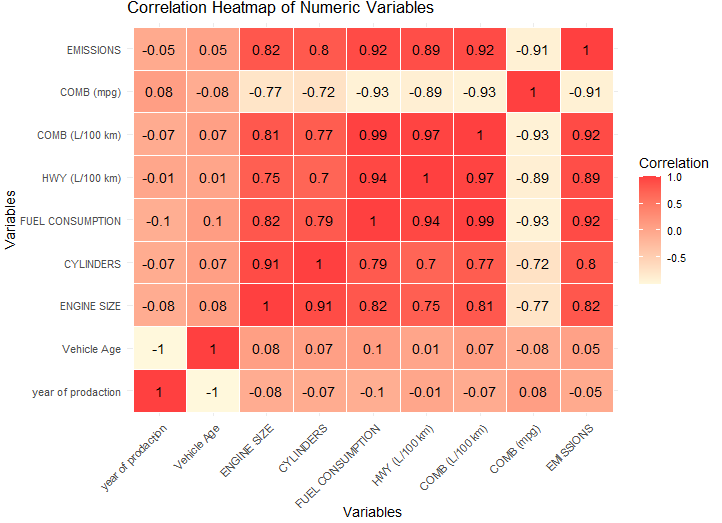 Correlation Heatmap of Numeric Variables
Variables
EMISSIONS -0.05 0.05 0.82 0.8 0.92 0.89 0.92 -0.91 1
COMB (mpg) 0.08 -0.08 -0.77 -0.72 -0.93 -0.89 -0.93 1 -0.91
COMB (L/100 km) -0.07 0.07 0.81 0.77 0.99 0.97 1 -0.93 0.92
HWY (L/100 km) -0.01 0.01 0.75 0.7 0.94 1 0.97 -0.89 0.89
FUEL CONSUMPTION -0.1 0.1 0.82 0.79 1 0.94 0.99 -0.93 0.92
CYLINDERS -0.07 0.07 0.91 1 0.79 0.7 0.77 -0.72 0.8
ENGINE SIZE -0.08 0.08 1 0.91 0.82 0.75 0.81 -0.77 0.82
Vehicle Age -1 1 0.08 0.07 0.1 0.01 0.07 -0.08 0.05
year of prodaction 1 -1 -0.08 -0.07 -0.1 -0.01 -0.07 0.08 -0.05
year of prodaction
Vehicle Age
ENGINE SIZE
CYLINDERS
FUEL CONSUMPTION
HWY (L/100 km)
COMB (L/100 km)
COMB (mpg)
EMISSIONS
Variables
Correlation
1.0
0.5
0.0
-0.5